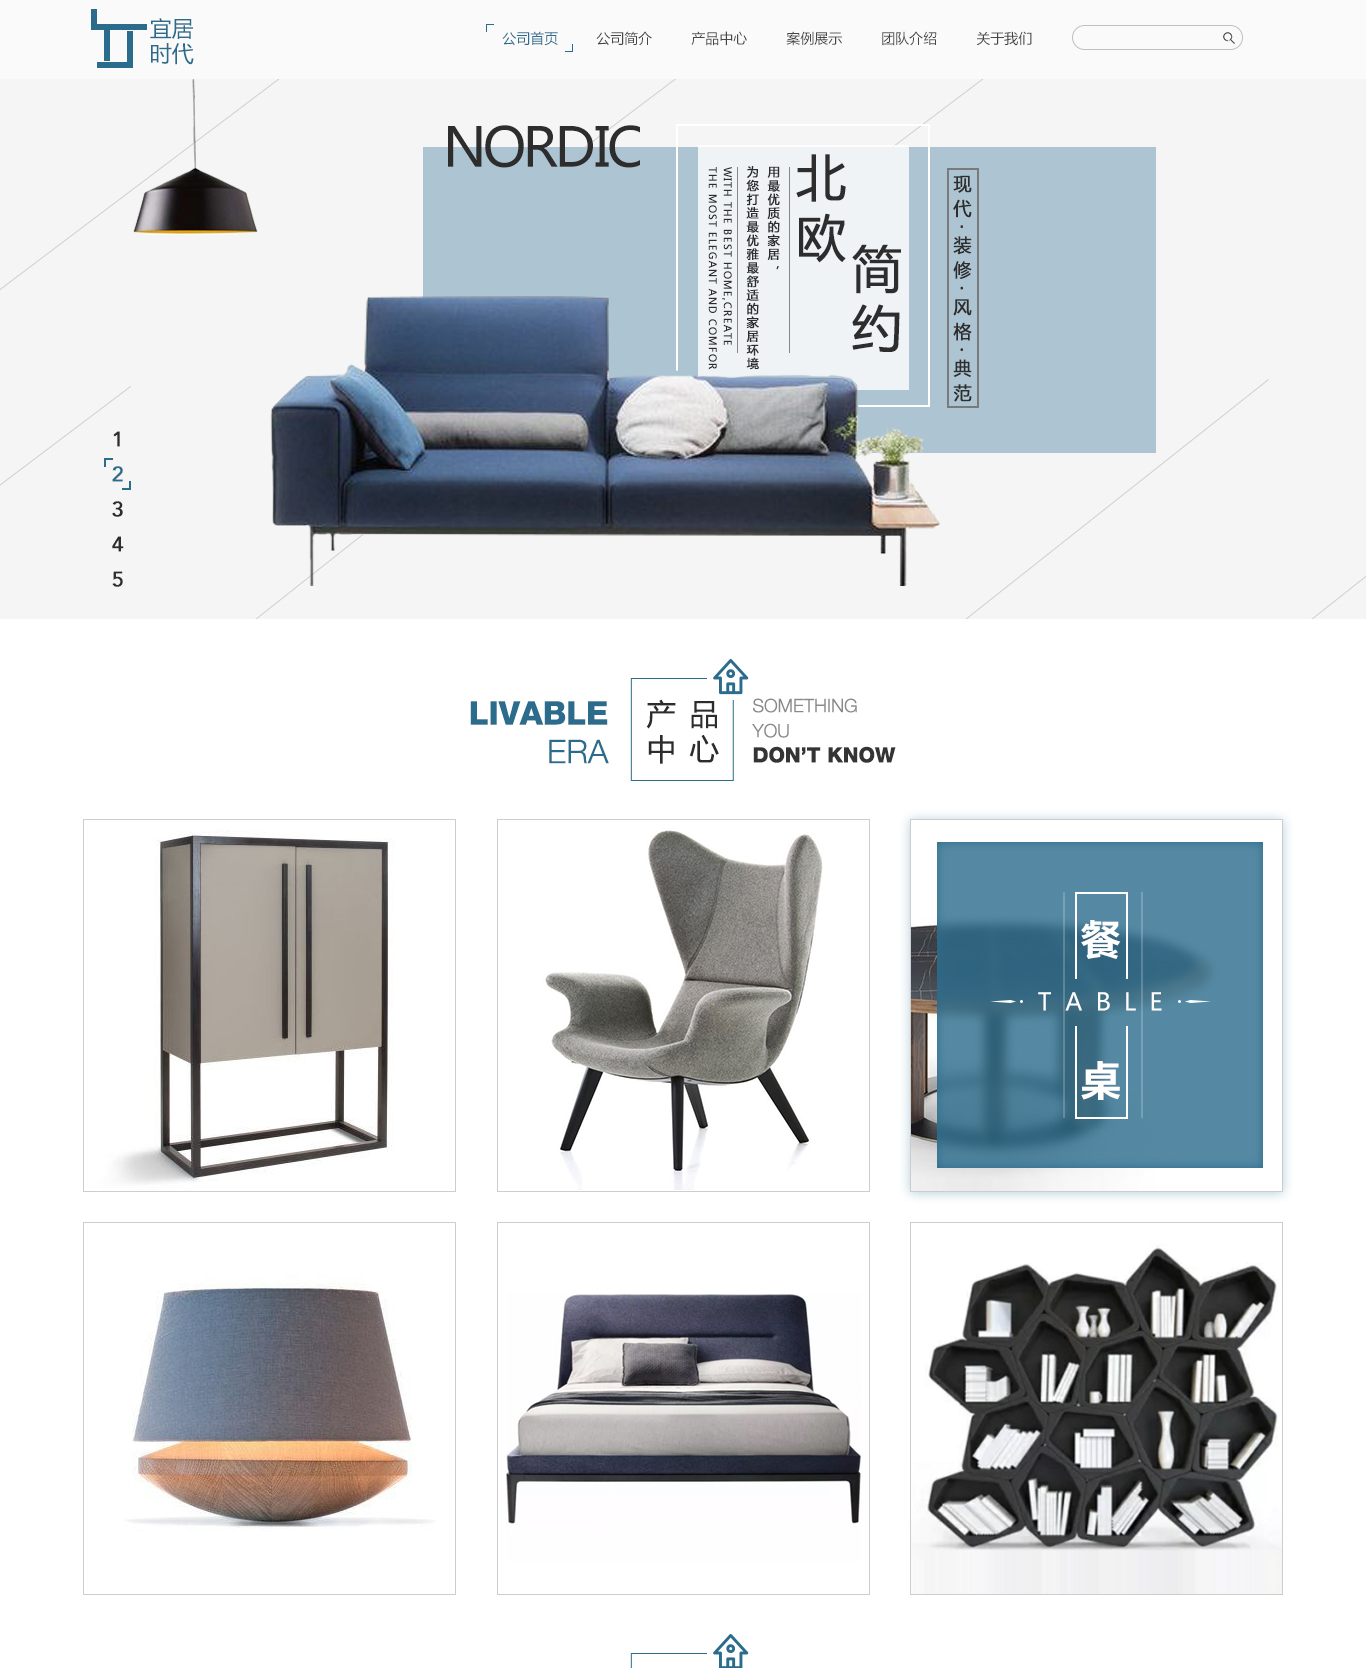 宜居
时代
公司首页
公司简介
产品中心
案例展示
团队介绍
关于我们
NORDIC
北欧
简约
用最优质的家居，
为您打造最优雅最舒适的家居环境
WITH THE BEST HOME,CREATE
THE MOST ELEGANT AND COMFOR
现代·装修·风格·典范
1
2
3
4
5
LIVABLE
ERA
产品
中心
SOMETHING
YOU
DON'T KNOW
餐
TABLE
桌